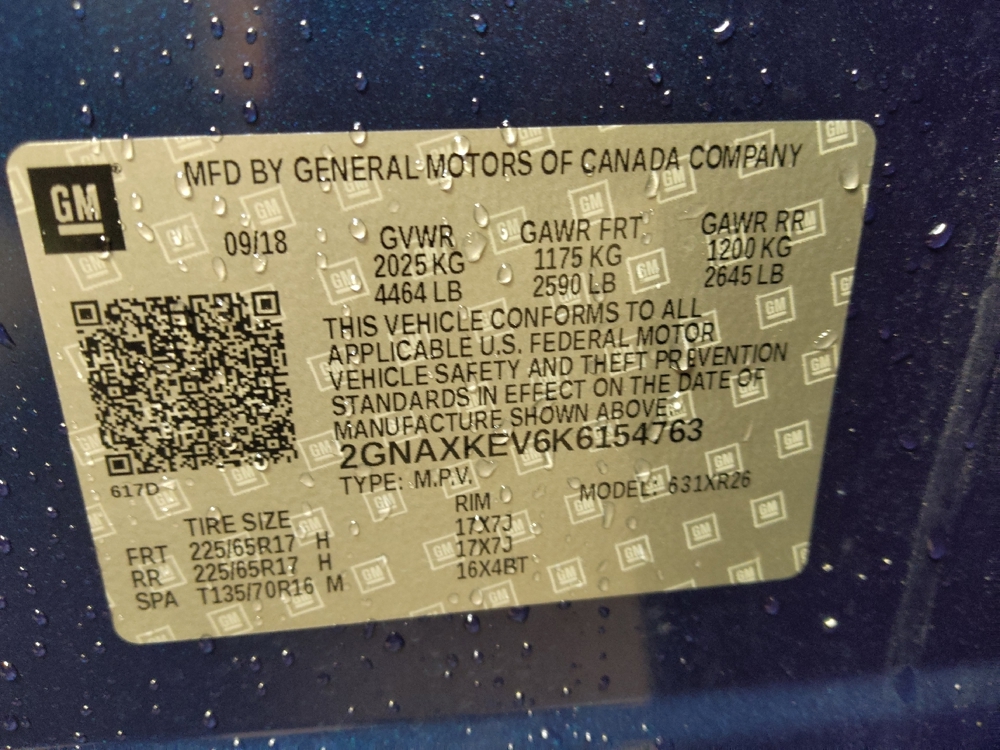 GM
MFD BY GENERAL MOTORS OF CANADA COMPANY
09/18 GVWR GAWR FRT GAWR RR
2025 KG 1175 KG 1200 KG
4464 LB 2590 LB 2645 LB
THIS VEHICLE CONFORMS TO ALL
APPLICABLE U.S. FEDERAL MOTOR
VEHICLE SAFETY AND THEFT PREVENTION
STANDARDS IN EFFECT ON THE DATE OF
MANUFACTURE SHOWN ABOVE.
2GNAXKEV6K6154763
617D
TYPE: M.P.V. MODEL: 631XR26
TIRE SIZE RIM
FRT 225/65R17 H 17X7J
RR 225/65R17 H 17X7J
SPA T135/70R16 M 16X4BT